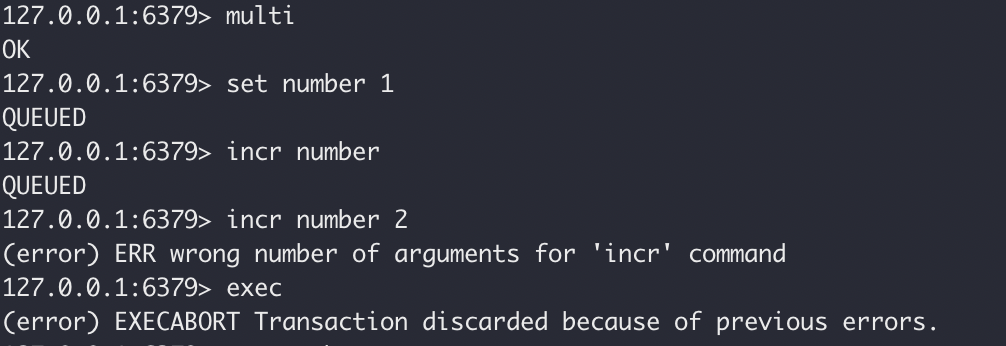 127.0.0.1:6379> multi
OK
127.0.0.1:6379> set number 1
QUEUED
127.0.0.1:6379> incr number
QUEUED
127.0.0.1:6379> incr number 2
(error) ERR wrong number of arguments for 'incr' command
127.0.0.1:6379> exec
(error) EXECABORT Transaction discarded because of previous errors.